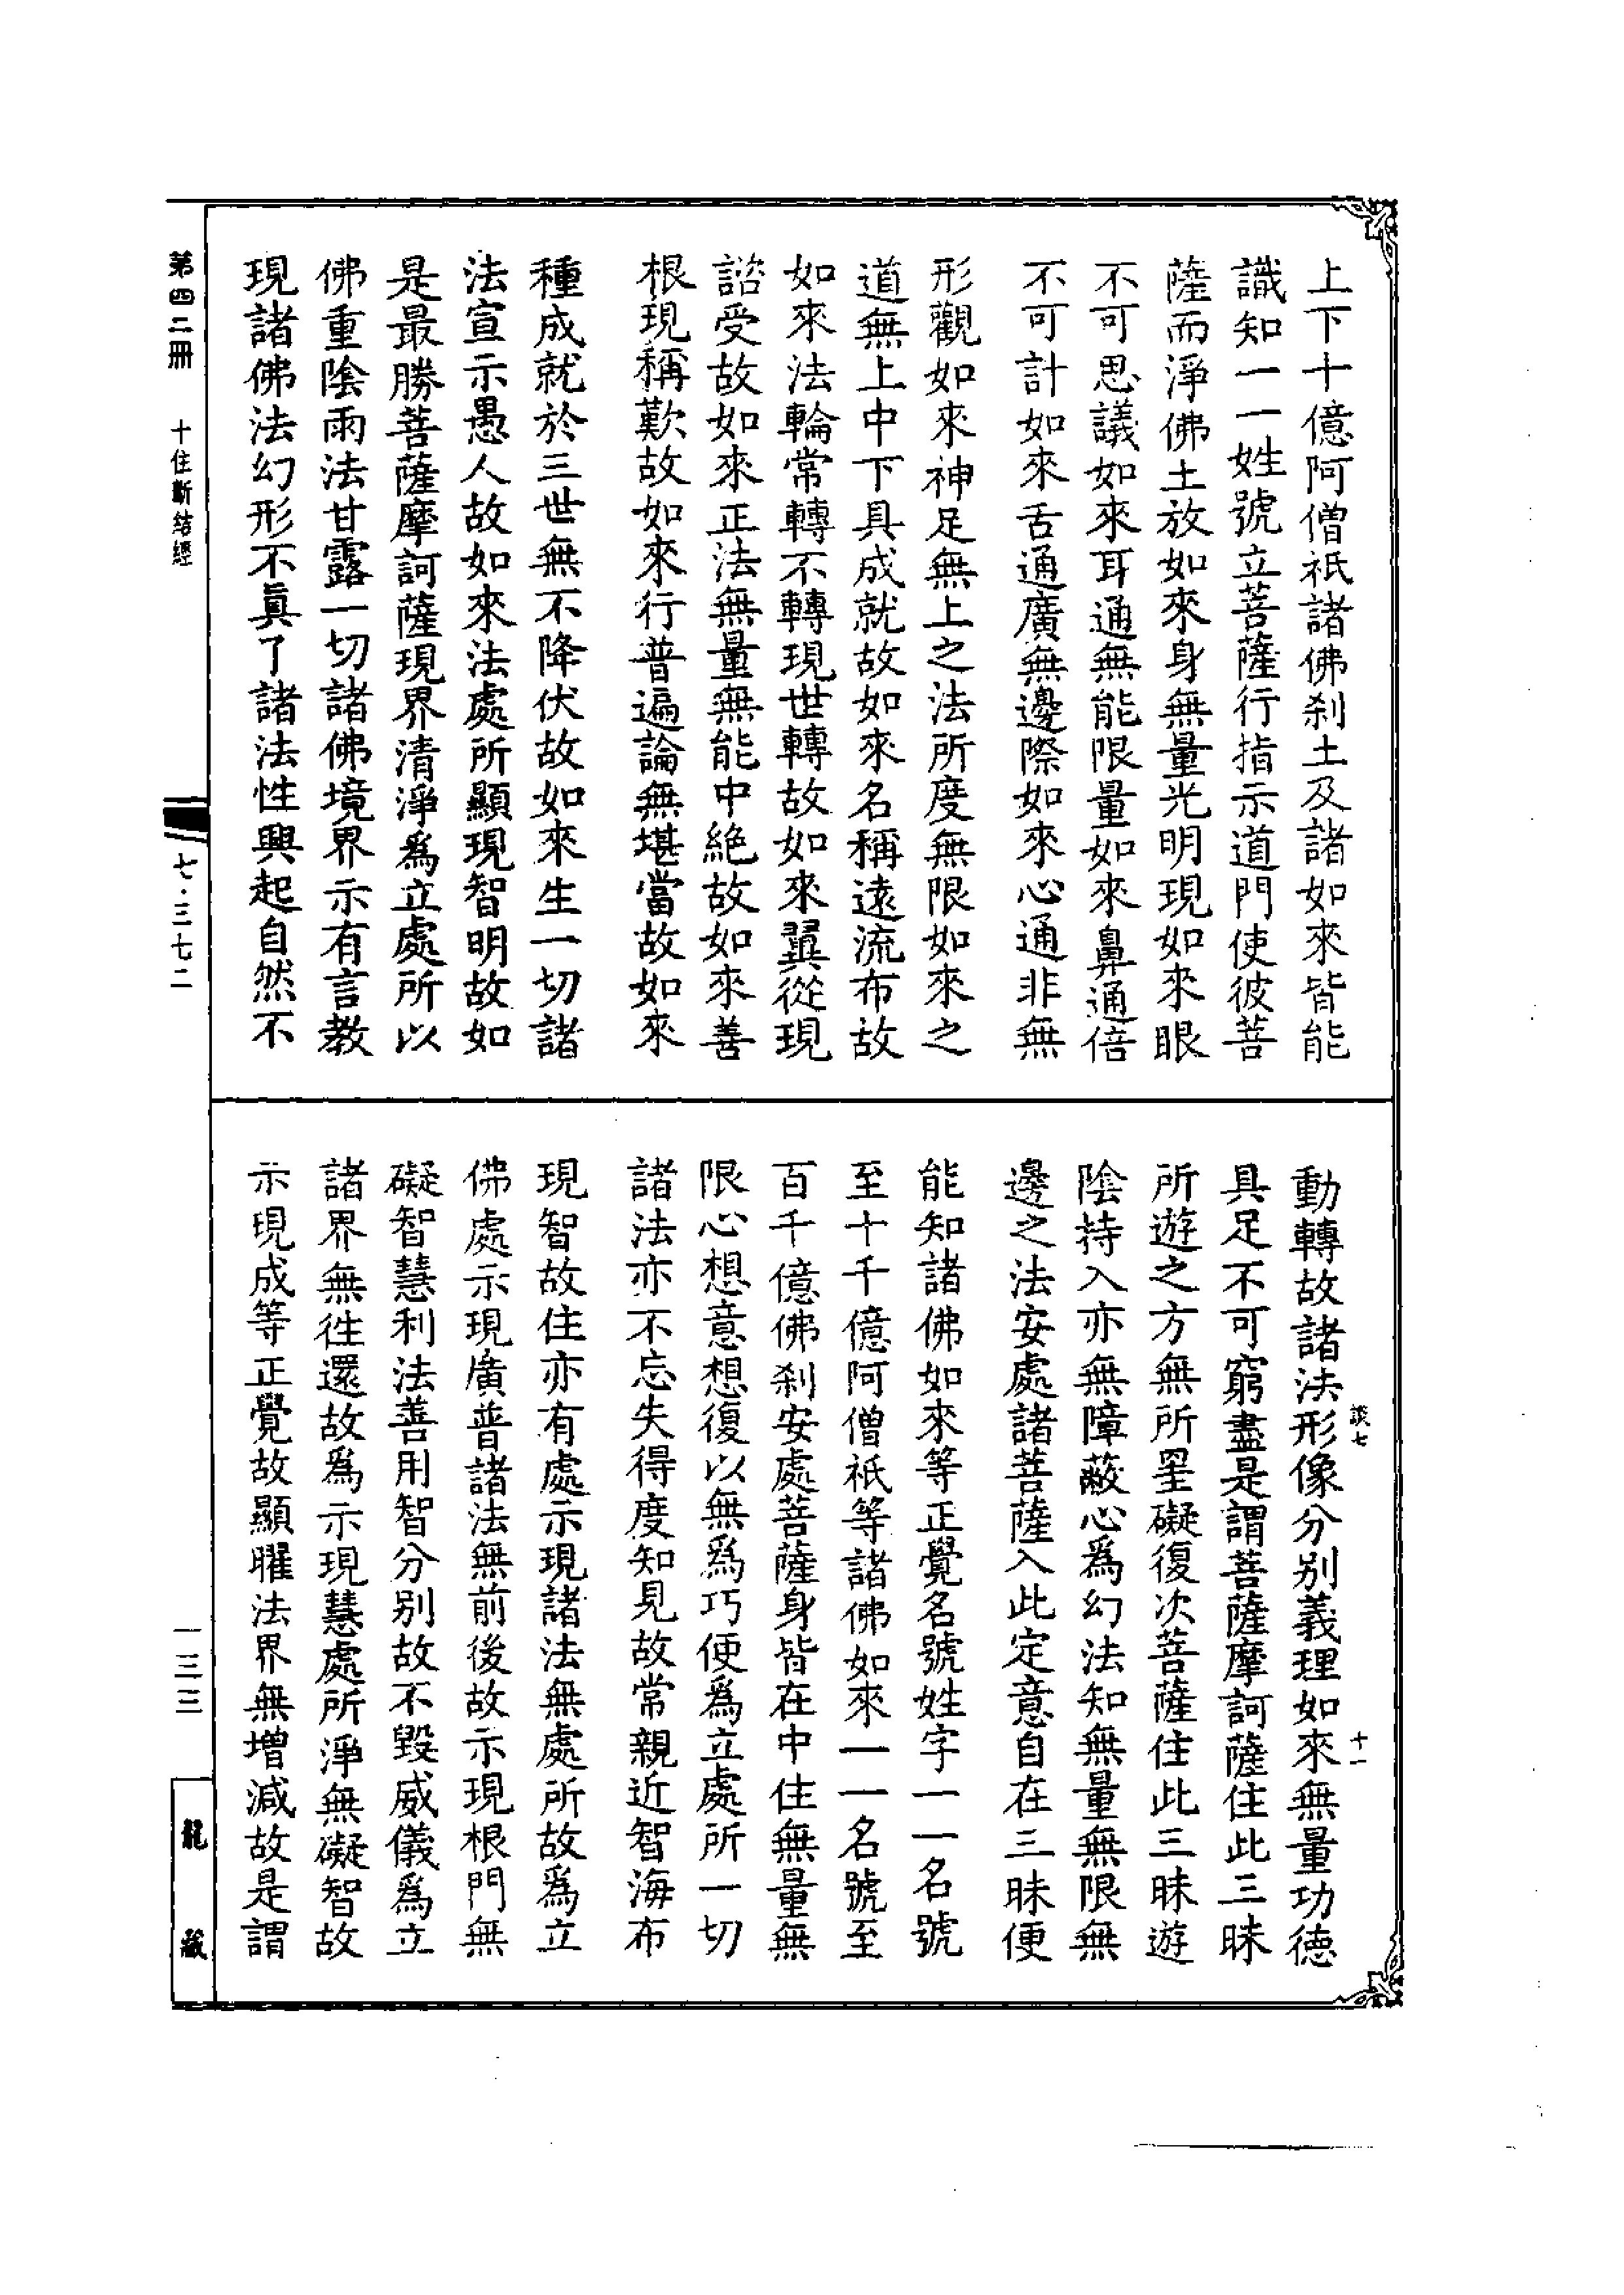 上下十億阿僧祇諸佛刹土及諸如來皆能
識知一一姓號立菩薩行指示道門使彼菩
薩而淨佛土放如來身無量光明現如來眼
不可思議如來耳通無能限量如來鼻通倍
不可計如來舌通廣無邊際如來心通非無
形觀如來神足無上之法所度無限如來之
道無上中下具成就故如來名稱遠流布故
如來法輪常轉不轉現世轉故如來翼從現
諮受故如來正法無量無能中絶故如來善
根現稱歎故如來行普遍論無堪當故如來
種成就於三世無不降伏故如來生一切諸
法宣示愚人故如來法處所顯現智明故如
是最勝菩薩摩訶薩現界清淨爲立處所以
佛重陰雨法甘露一切諸佛境界示有言教
現諸佛法幻形不眞了諸法性興起自然不
動轉故諸法形像分别義理如來無量功德
具足不可窮盡是謂菩薩摩訶薩住此三昧
所遊之方無所罣礙復次菩薩住此三昧遊
陰持入亦無障蔽心爲幻法知無量無限無
邊之法安處諸菩薩入此定意自在三昧便
能知諸佛如來等正覺名號姓字一一名號
至十千億阿僧祇等諸佛如來一一名號至
百千億佛刹安處菩薩身皆在中住無量無
限心想意想復以無爲巧便爲立處所一切
諸法亦不忘失得度知見故常親近智海布
現智故住亦有處示現諸法無處所故爲立
佛處示現廣普諸法無前後故示現根門無
礙智慧利法善用智分别故不毀威儀爲立
諸界無徃還故爲示現慧處所淨無礙智故
示現成等正覺故顯曜法界無增減故是謂
談七
十一
第四二册　十住斷结經
七·三七二
一三三
龍藏